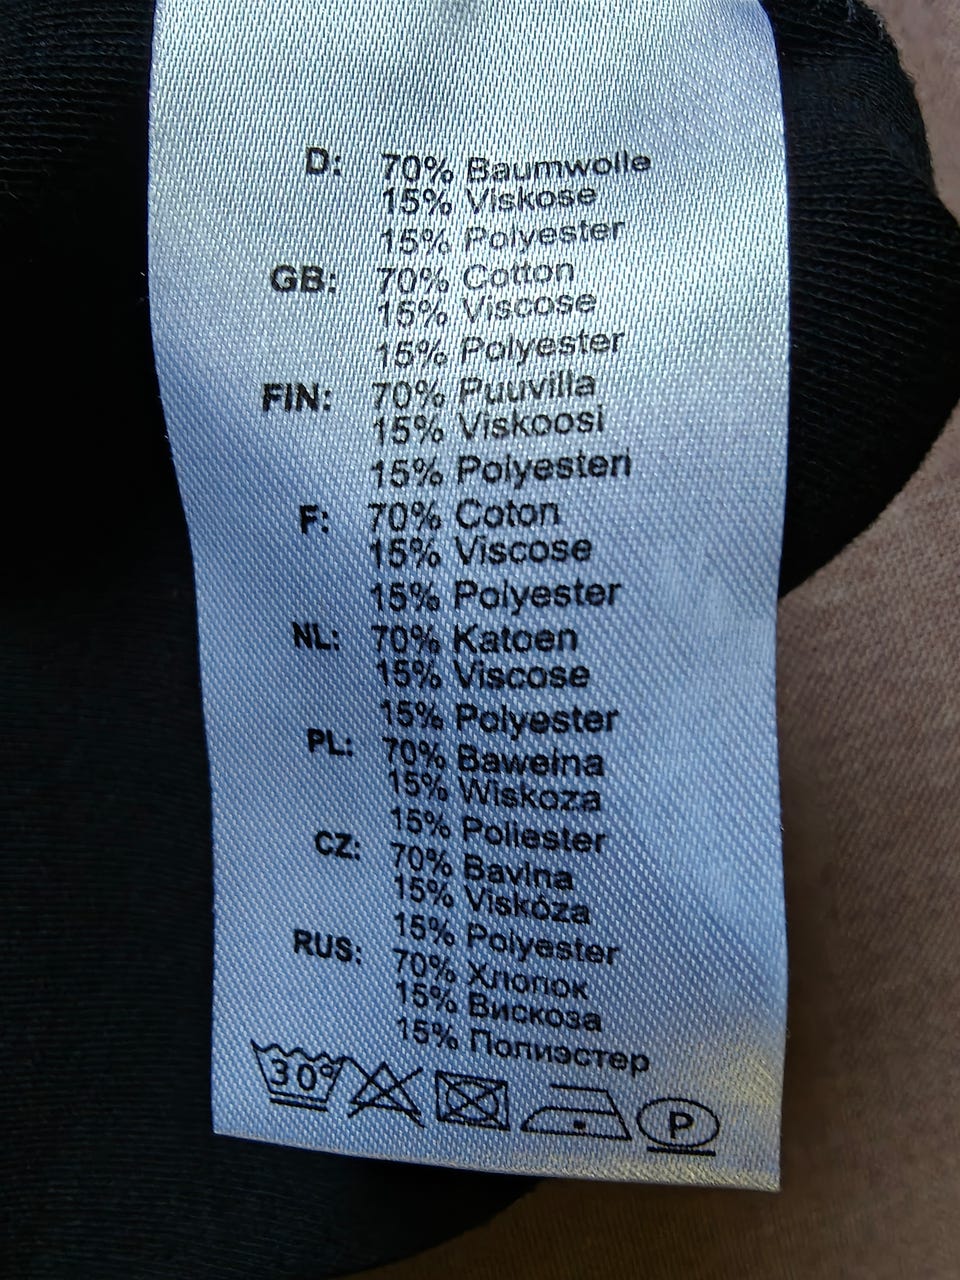 D: 70% Baumwolle
15% Viskose
15% Polyester
GB: 70% Cotton
15% Viscose
15% Polyester
FIN: 70% Puuvilla
15% Viskoosi
15% Polyesteri
F: 70% Coton
15% Viscose
15% Polyester
NL: 70% Katoen
15% Viscose
15% Polyester
PL: 70% Bawełna
15% Wiskoza
15% Poliester
CZ: 70% Bavlna
15% Viskóza
15% Polyester
RUS: 70% Хлопок
15% Вискоза
15% Полиэстер
30° P